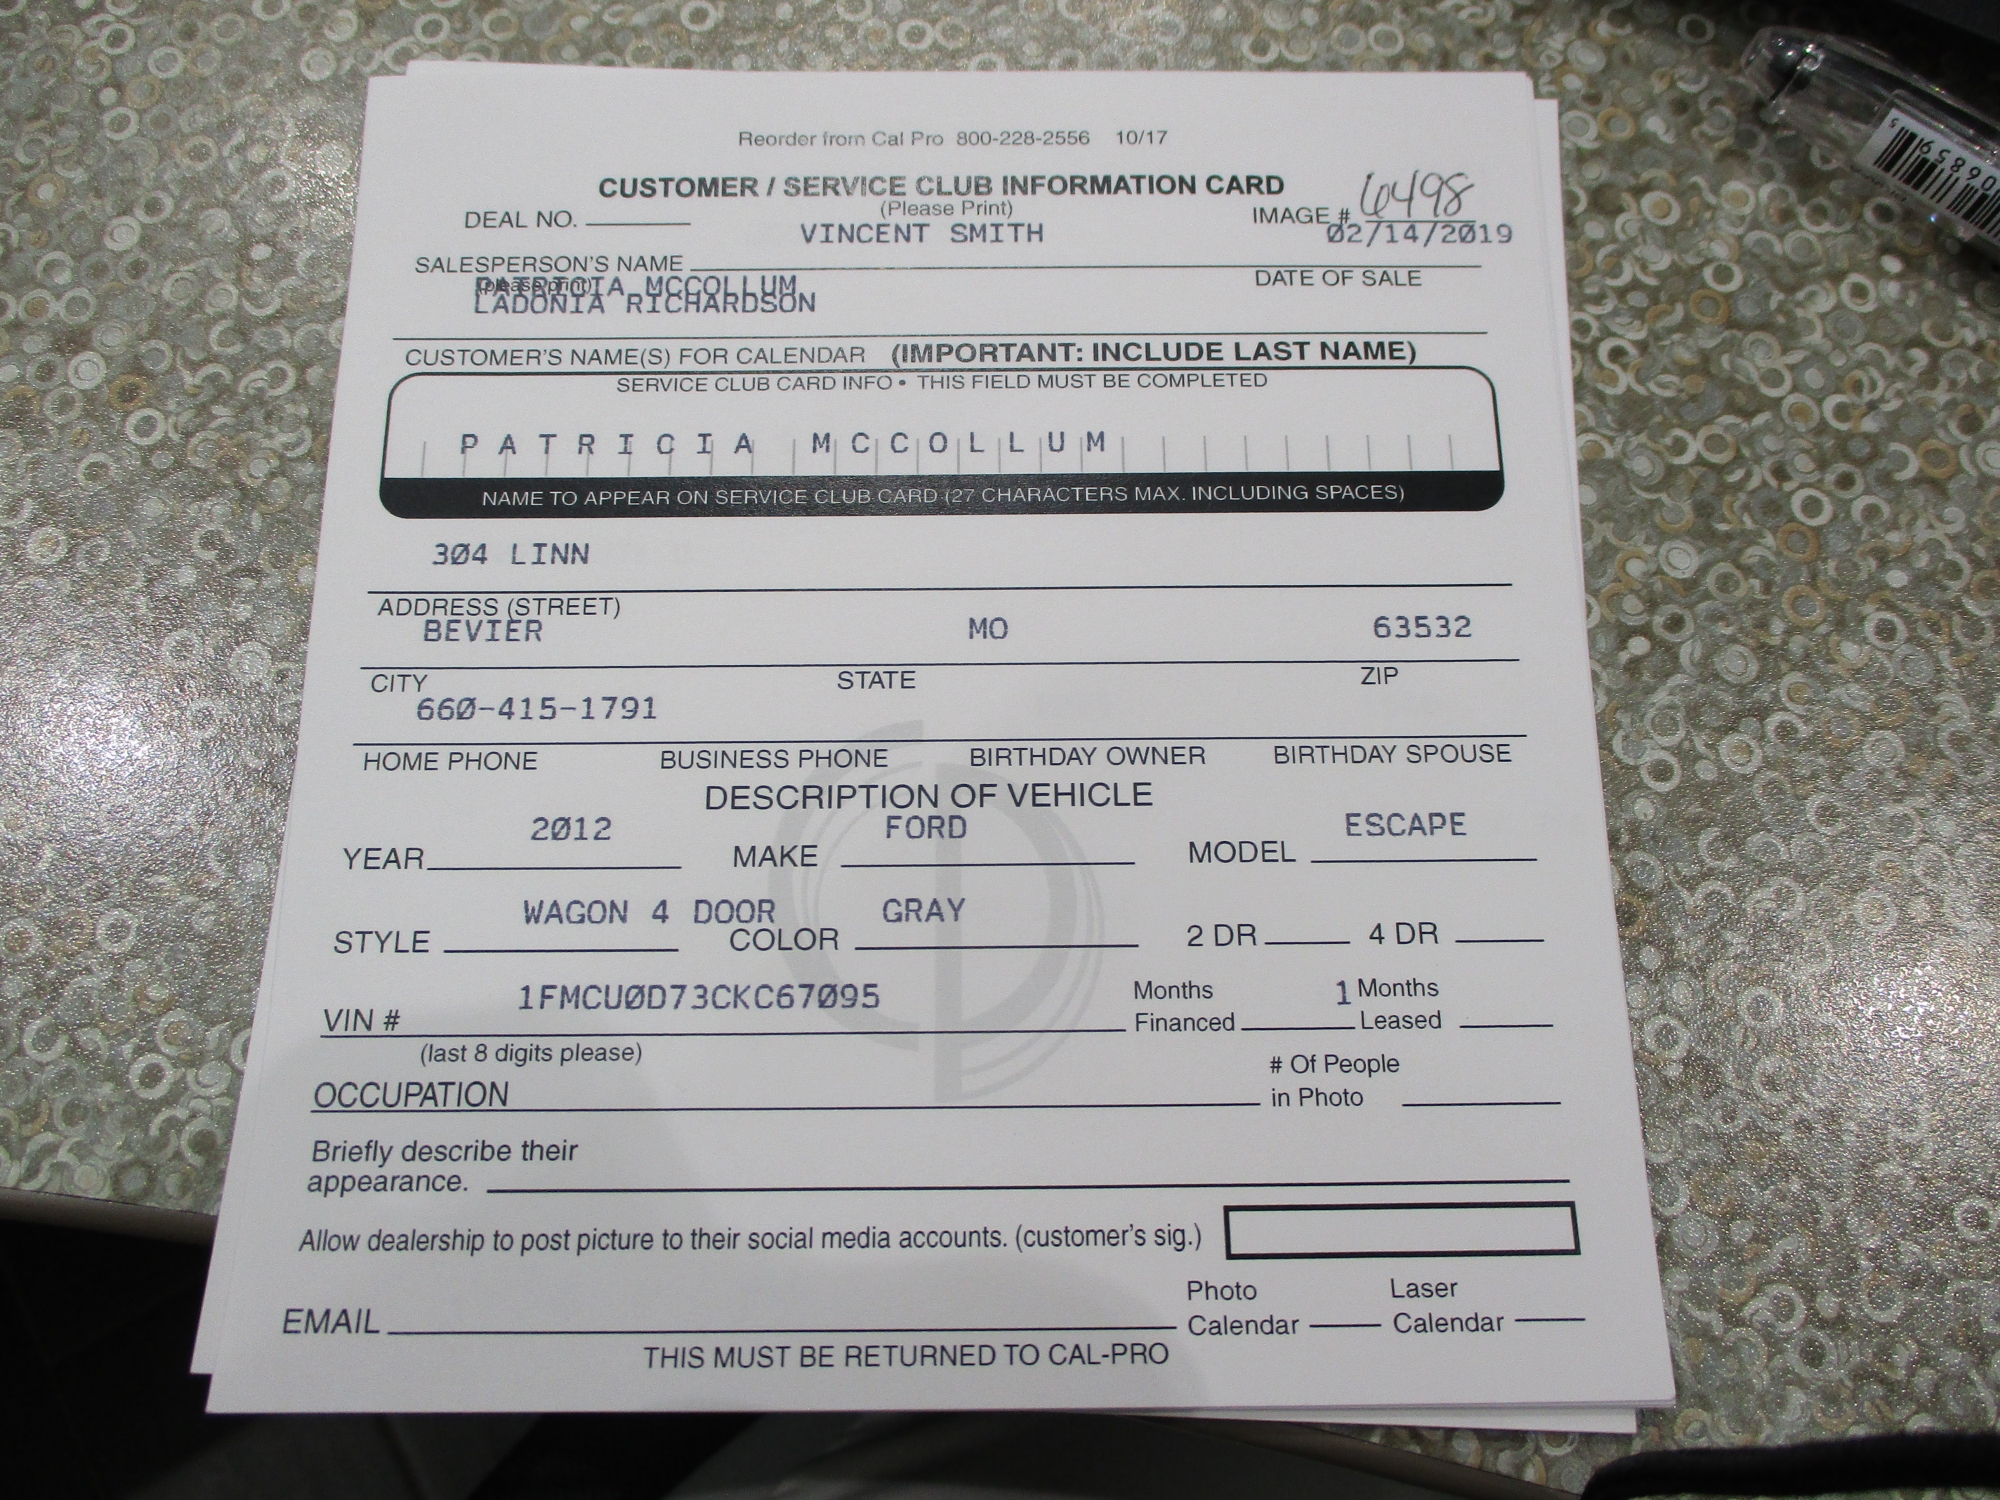 Reorder from Cal Pro 800-228-2556 10/17
CUSTOMER / SERVICE CLUB INFORMATION CARD
(Please Print)
DEAL NO.
IMAGE # 6498
VINCENT SMITH
02/14/2019
SALESPERSON'S NAME
(please print)
DATE OF SALE
PATRICIA MCCOLLUM
LADONIA RICHARDSON
CUSTOMER'S NAME(S) FOR CALENDAR (IMPORTANT: INCLUDE LAST NAME)
SERVICE CLUB CARD INFO • THIS FIELD MUST BE COMPLETED
PATRICIA MCCOLLUM
NAME TO APPEAR ON SERVICE CLUB CARD (27 CHARACTERS MAX. INCLUDING SPACES)
304 LINN
ADDRESS (STREET)
BEVIER MO 63532
CITY STATE ZIP
660-415-1791
HOME PHONE BUSINESS PHONE BIRTHDAY OWNER BIRTHDAY SPOUSE
DESCRIPTION OF VEHICLE
2012 FORD ESCAPE
YEAR MAKE MODEL
WAGON 4 DOOR GRAY
STYLE COLOR 2 DR 4 DR
1FMCU0D73CKC67095
VIN #
(last 8 digits please)
Months Financed 1
Months Leased
OCCUPATION
# Of People
in Photo
Briefly describe their
appearance.
Allow dealership to post picture to their social media accounts. (customer's sig.)
EMAIL
Photo Calendar
Laser Calendar
THIS MUST BE RETURNED TO CAL-PRO